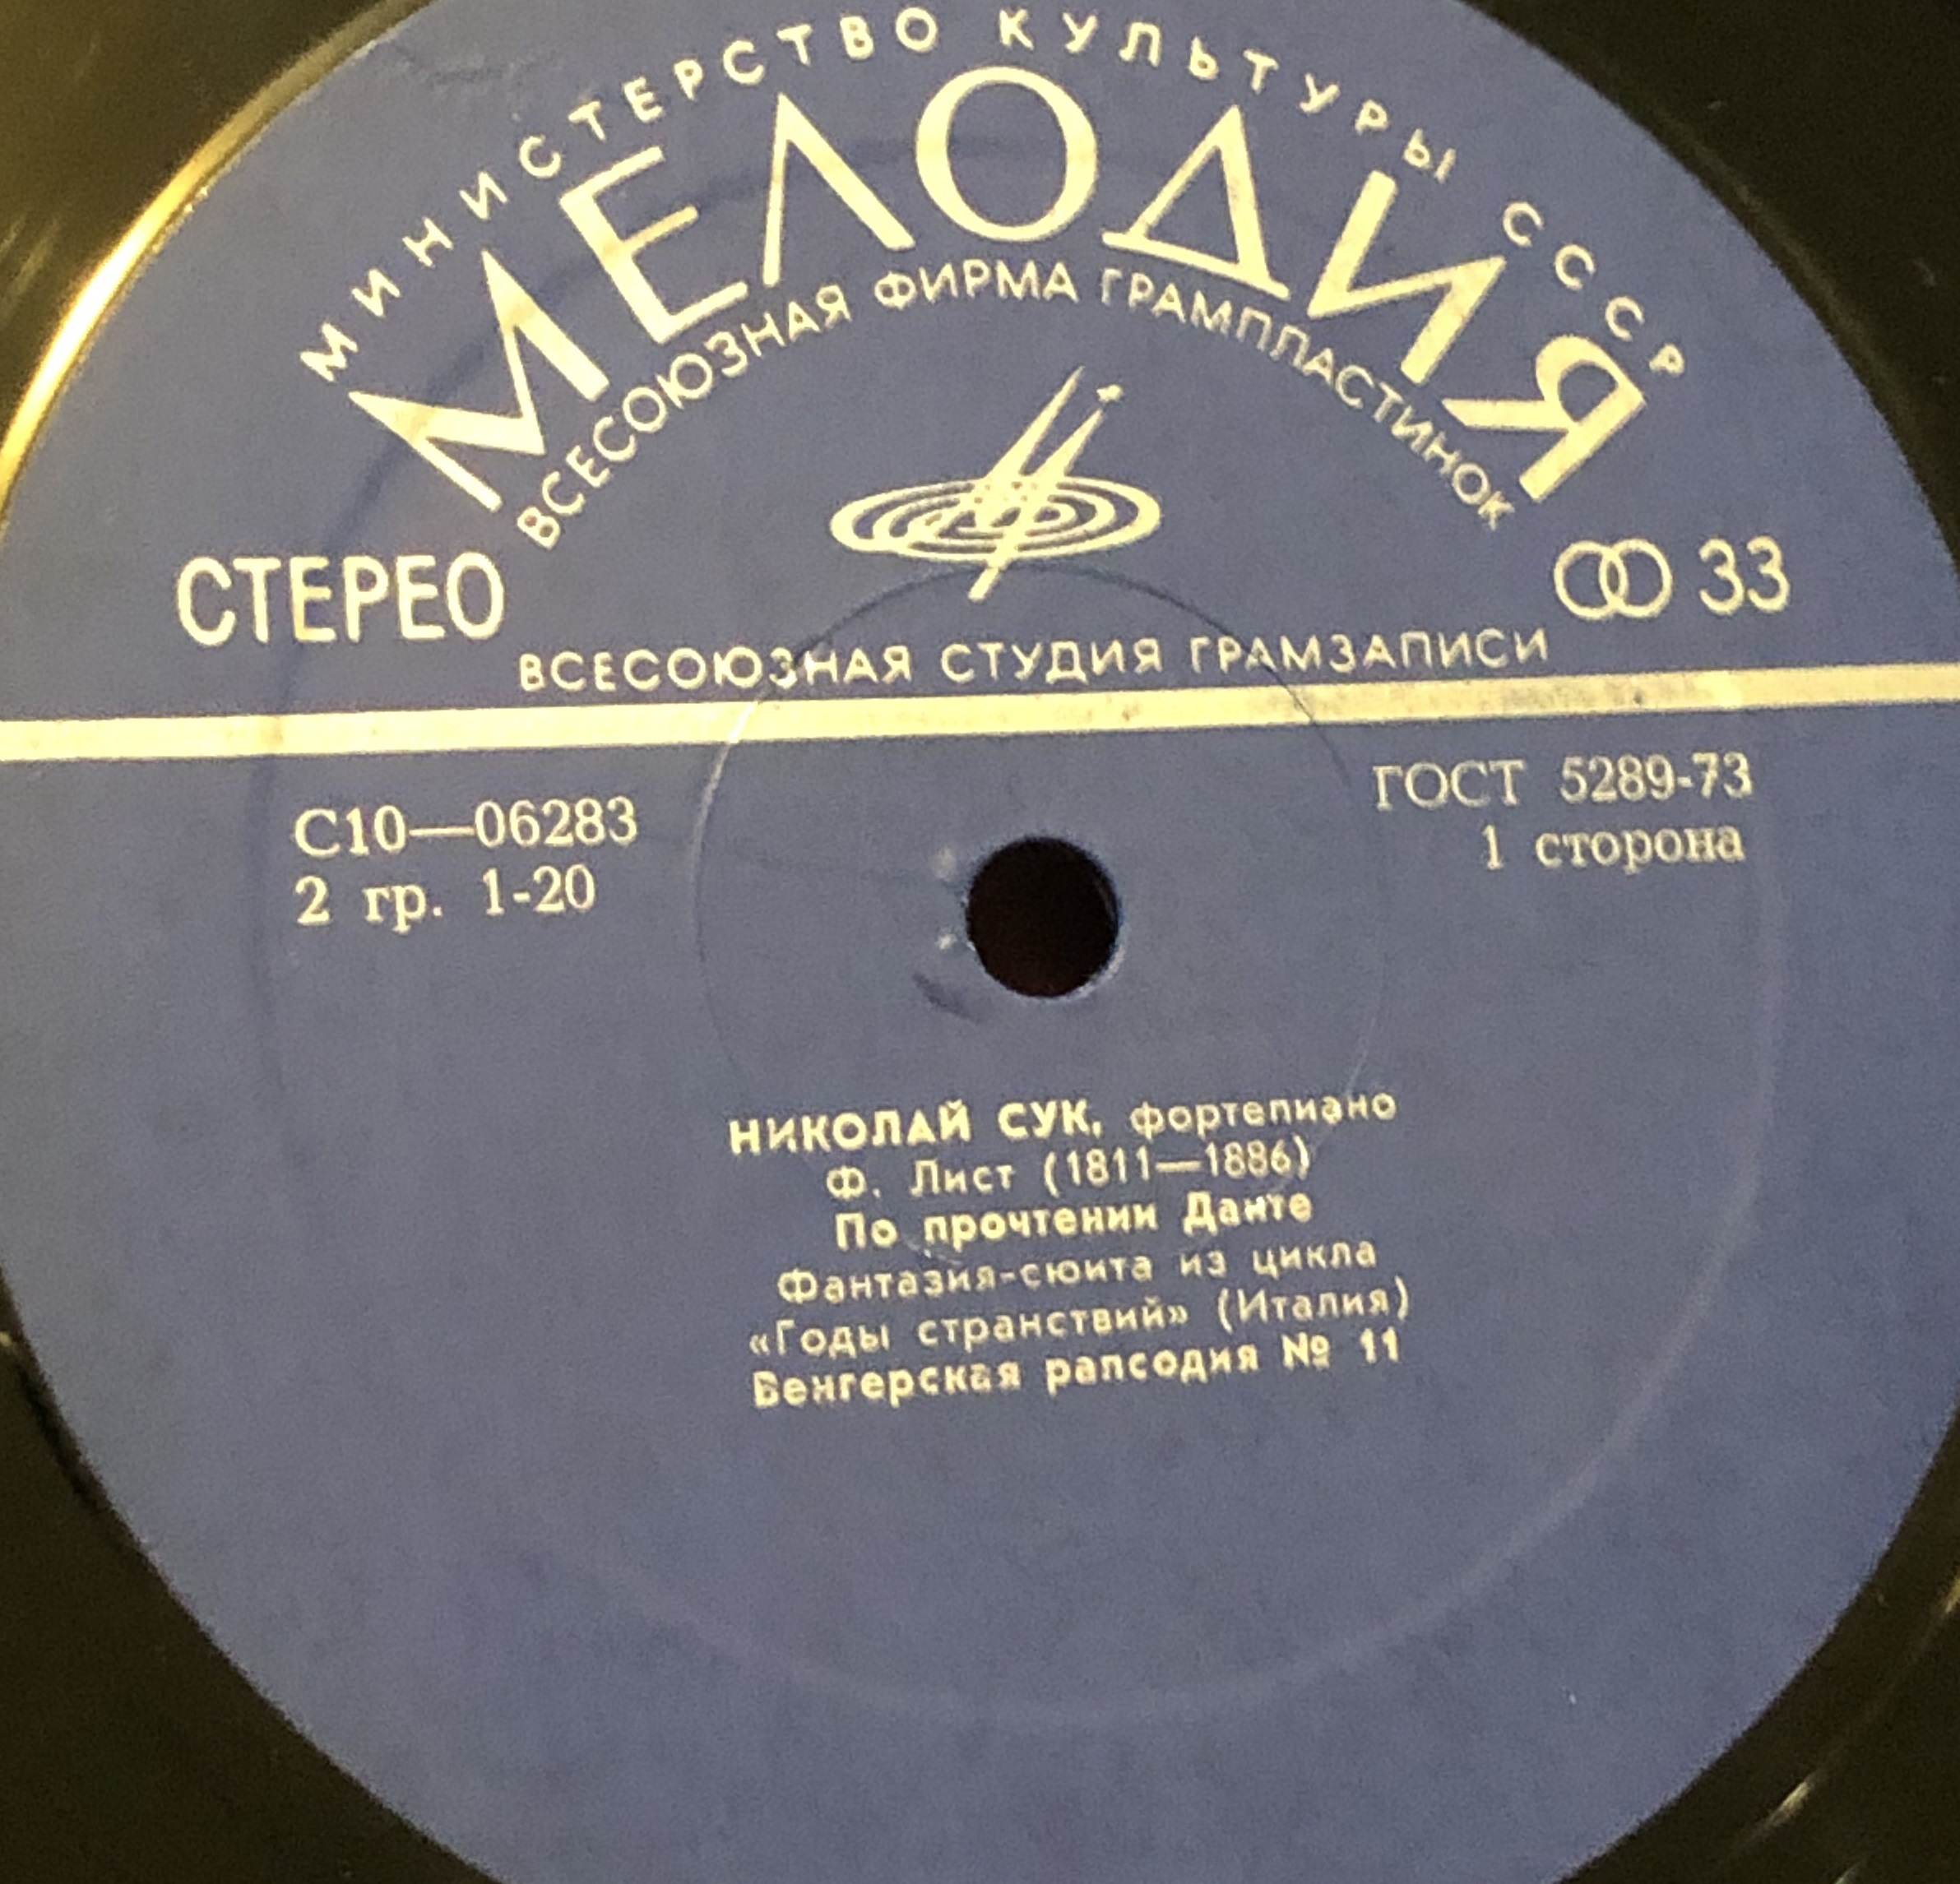 МИНИСТЕРСТВО КУЛЬТУРЫ СССР
МЕЛОДИЯ
ВСЕСОЮЗНАЯ ФИРМА ГРАМПЛАСТИНОК
СТЕРЕО
33
ВСЕСОЮЗНАЯ СТУДИЯ ГРАМЗАПИСИ
С10—06283
2 гр. 1-20
ГОСТ 5289-73
1 сторона
НИКОЛАЙ СУК, фортепиано
Ф. Лист (1811—1886)
По прочтении Данте
Фантазия-сюита из цикла
«Годы странствий» (Италия)
Венгерская рапсодия № 11